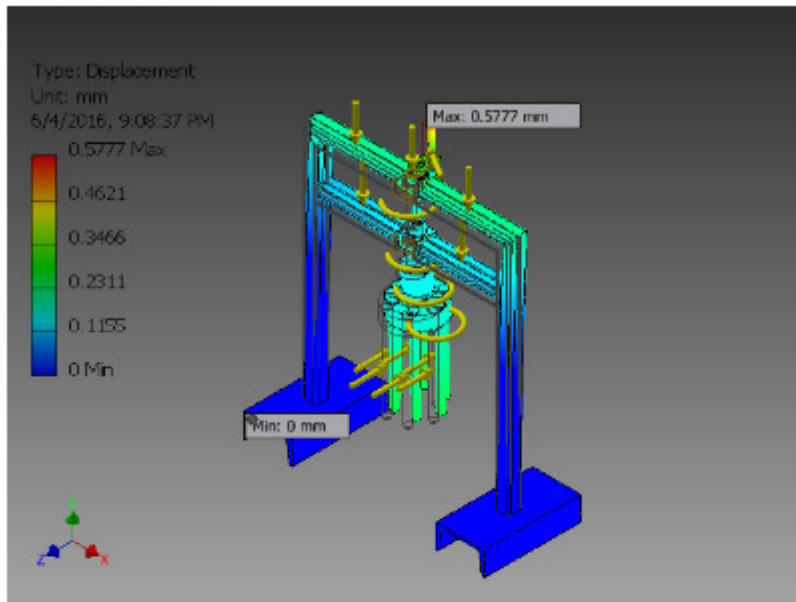 Type: Displacement
Unit: mm
6/4/2016, 9:08:37 PM
0.5777 Max
0.4621
0.3466
0.2311
0.1155
0 Min
Max: 0.5777 mm
Min: 0 mm
Z
X